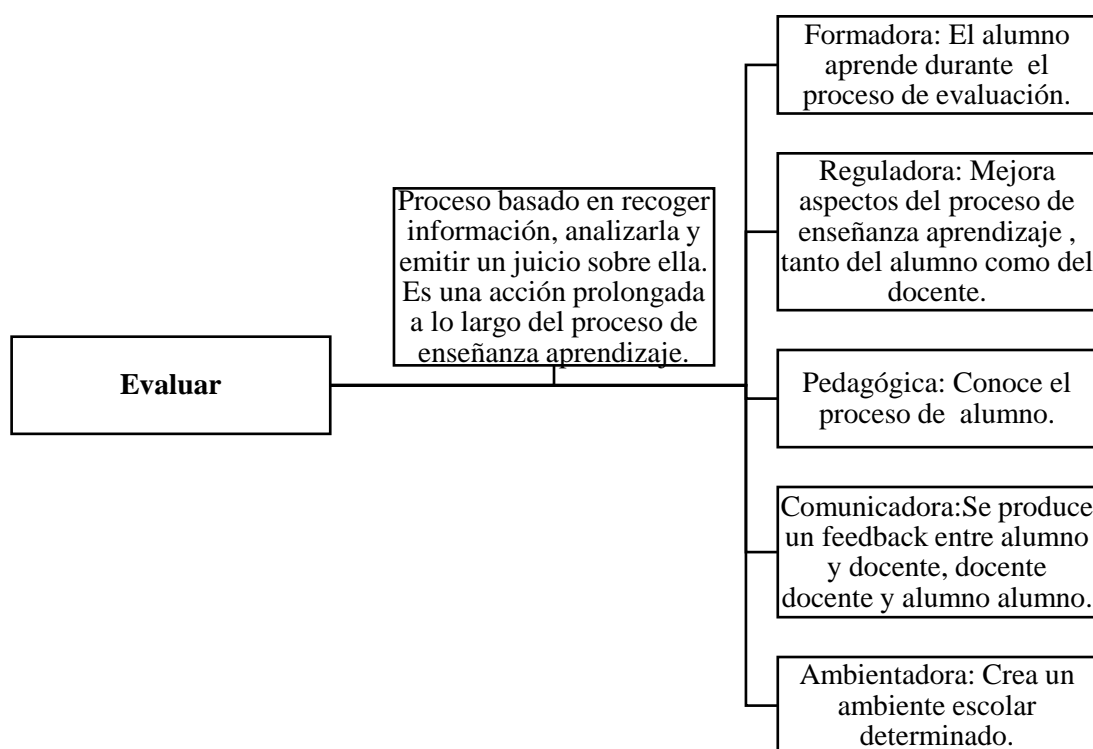 Formadora: El alumno
aprende durante el
proceso de evaluación.
Reguladora: Mejora
aspectos del proceso de
enseñanza aprendizaje ,
tanto del alumno como del
docente.
Proceso basado en recoger
información, analizarla y
emitir un juicio sobre ella.
Es una acción prolongada
a lo largo del proceso de
enseñanza aprendizaje.
Evaluar
Pedagógica: Conoce el
proceso de alumno.
Comunicadora:Se produce
un feedback entre alumno
y docente, docente
docente y alumno alumno.
Ambientadora: Crea un
ambiente escolar
determinado.